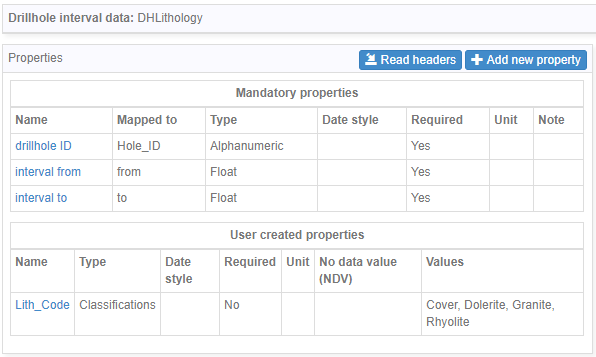 Drillhole interval data: DHLithology
Properties
Read headers
Add new property
Mandatory properties
Name Mapped to Type Date style Required Unit Note
drillhole ID Hole_ID Alphanumeric Yes
interval from from Float Yes
interval to to Float Yes
User created properties
Name Type Date style Required Unit No data value (NDV) Values
Lith_Code Classifications No Cover, Dolerite, Granite, Rhyolite